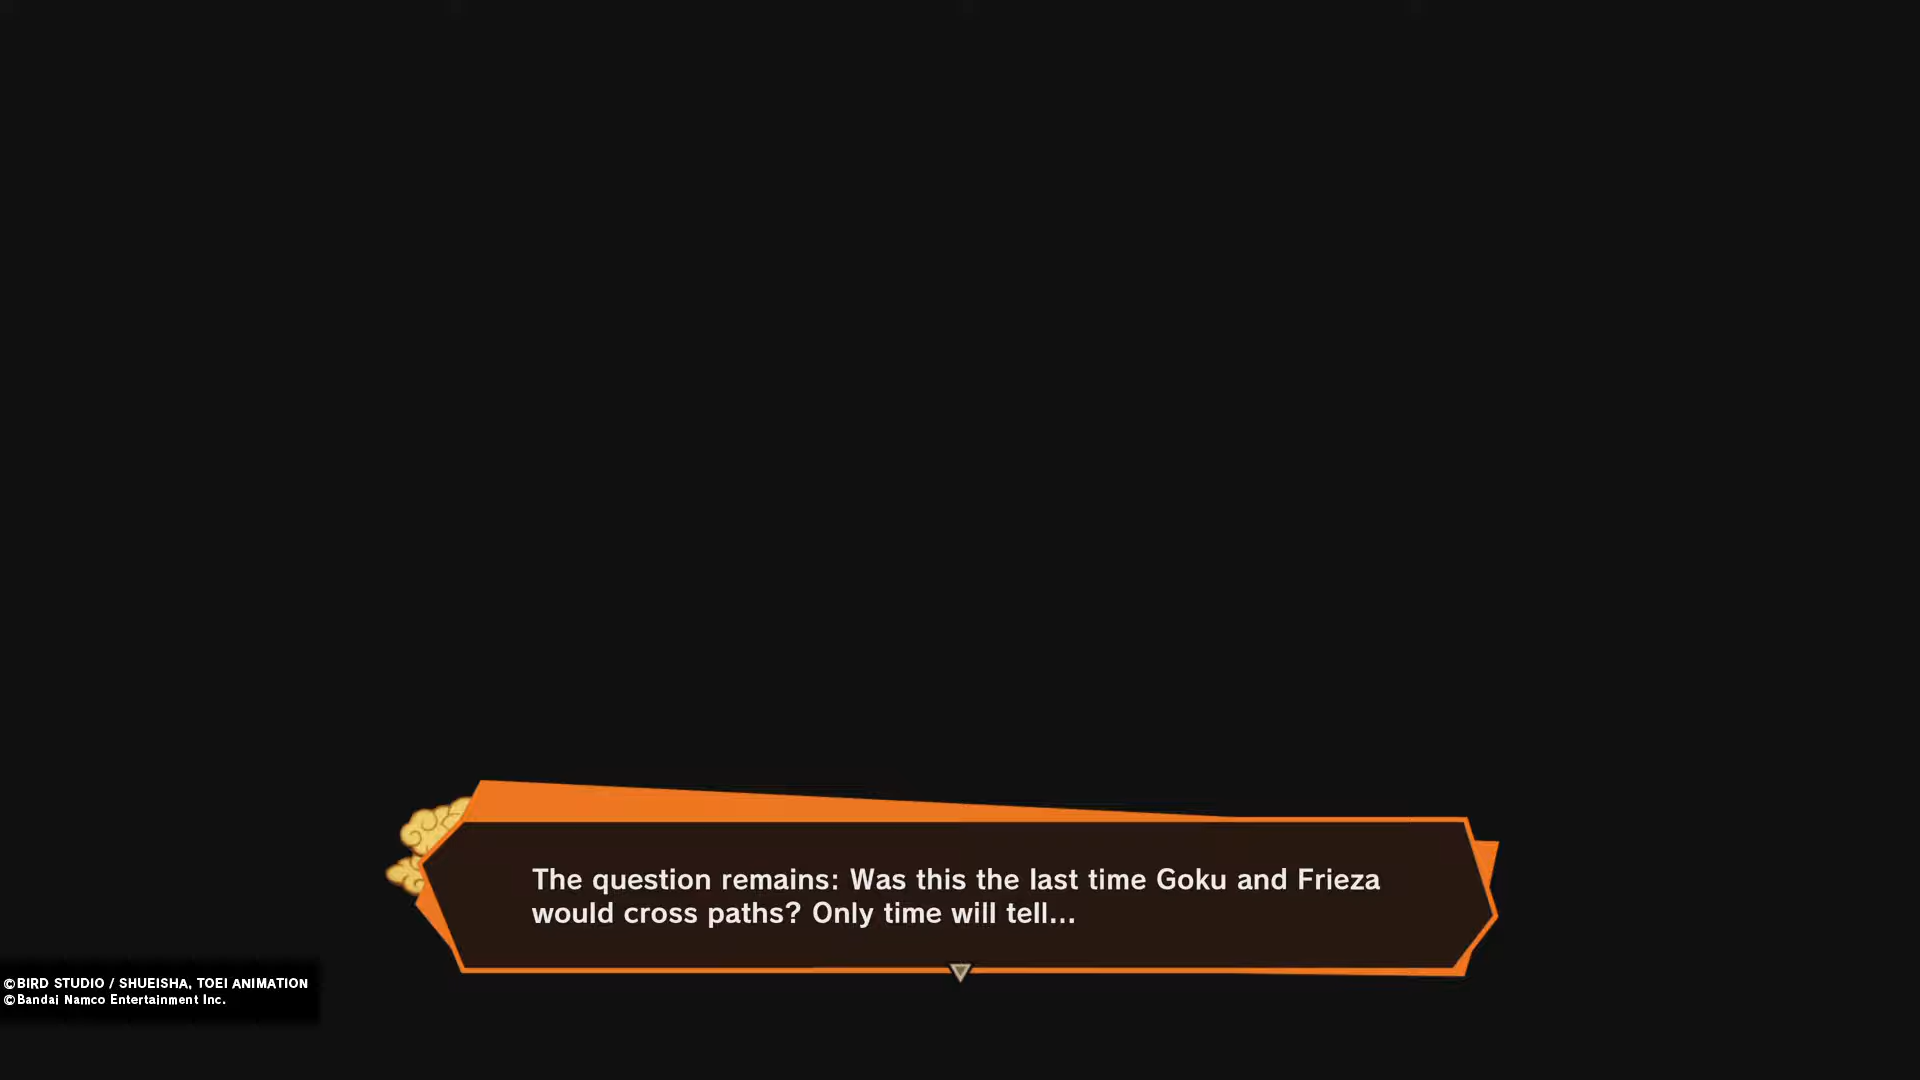 The question remains: Was this the last time Goku and Frieza
would cross paths? Only time will tell...
©BIRD STUDIO / SHUEISHA, TOEI ANIMATION
©Bandai Namco Entertainment Inc.